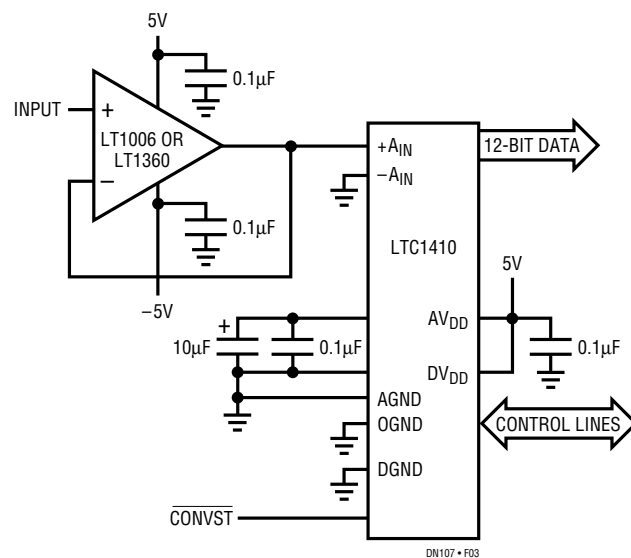 5V
0.1µF
INPUT
+
LT1006 OR
LT1360
–
0.1µF
–5V
+AIN
–AIN
LTC1410
12-BIT DATA
5V
AVDD
0.1µF
DVDD
+
10µF
0.1µF
AGND
OGND
DGND
CONTROL LINES
CONVST
DN107 • F03